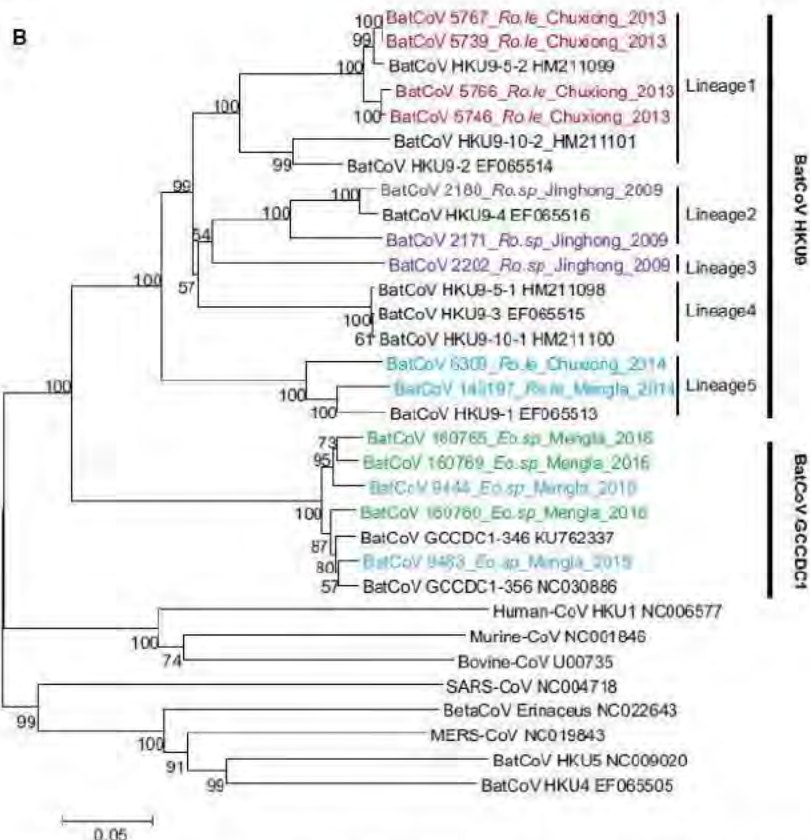 B
100
BatCoV 5767_Ro.le_Chuxiong_2013
99
BatCoV 5739_Ro.le_Chuxiong_2013
100
BatCoV HKU9-5-2 HM211099
BatCoV 5766_Ro.le_Chuxiong_2013
Lineage1
100
BatCoV 5746_Ro.le_Chuxiong_2013
100
BatCoV HKU9-10-2_HM211101
99
BatCoV HKU9-2 EF065514
99
100
BatCoV 2180_Ro.sp_Jinghong_2009
100
BatCoV HKU9-4 EF065516
Lineage2
54
BatCoV 2171_Ro.sp_Jinghong_2009
BatCoV 2202_Ro.sp_Jinghong_2009
Lineage3
100
57
BatCoV HKU9-5-1 HM211098
100
BatCoV HKU9-3 EF065515
Lineage4
61
BatCoV HKU9-10-1 HM211100
BatCoV 6309_Ro.le_Chuxiong_2014
100
BatCoV Mengla
Lineage5
100
BatCoV HKU9-1 EF065513
BatCoV HKU9
100
73
BatCoV 160765_Eo.sp_Mengla_2016
95
BatCoV 160769_Eo.sp_Mengla_2016
BatCoV 9444_Eo.sp_Mengla
100
BatCoV 160760_Eo.sp_Mengla_2016
87
BatCoV GCCDC1-346 KU762337
80
BatCoV 9463_Eo.sp_Mengla_2015
57
BatCoV GCCDC1-356 NC030886
BatCoV GCCDC1
Human-CoV HKU1 NC006577
100
Murine-CoV NC001846
74
Bovine-CoV U00735
SARS-CoV NC004718
99
BetaCoV Erinaceus NC022643
100
MERS-CoV NC019843
91
BatCoV HKU5 NC009020
99
BatCoV HKU4 EF065505
0.05